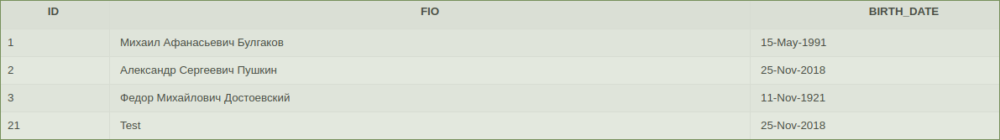 ID FIO BIRTH_DATE
1 Михаил Афанасьевич Булгаков 15-May-1991
2 Александр Сергеевич Пушкин 25-Nov-2018
3 Федор Михайлович Достоевский 11-Nov-1921
21 Test 25-Nov-2018